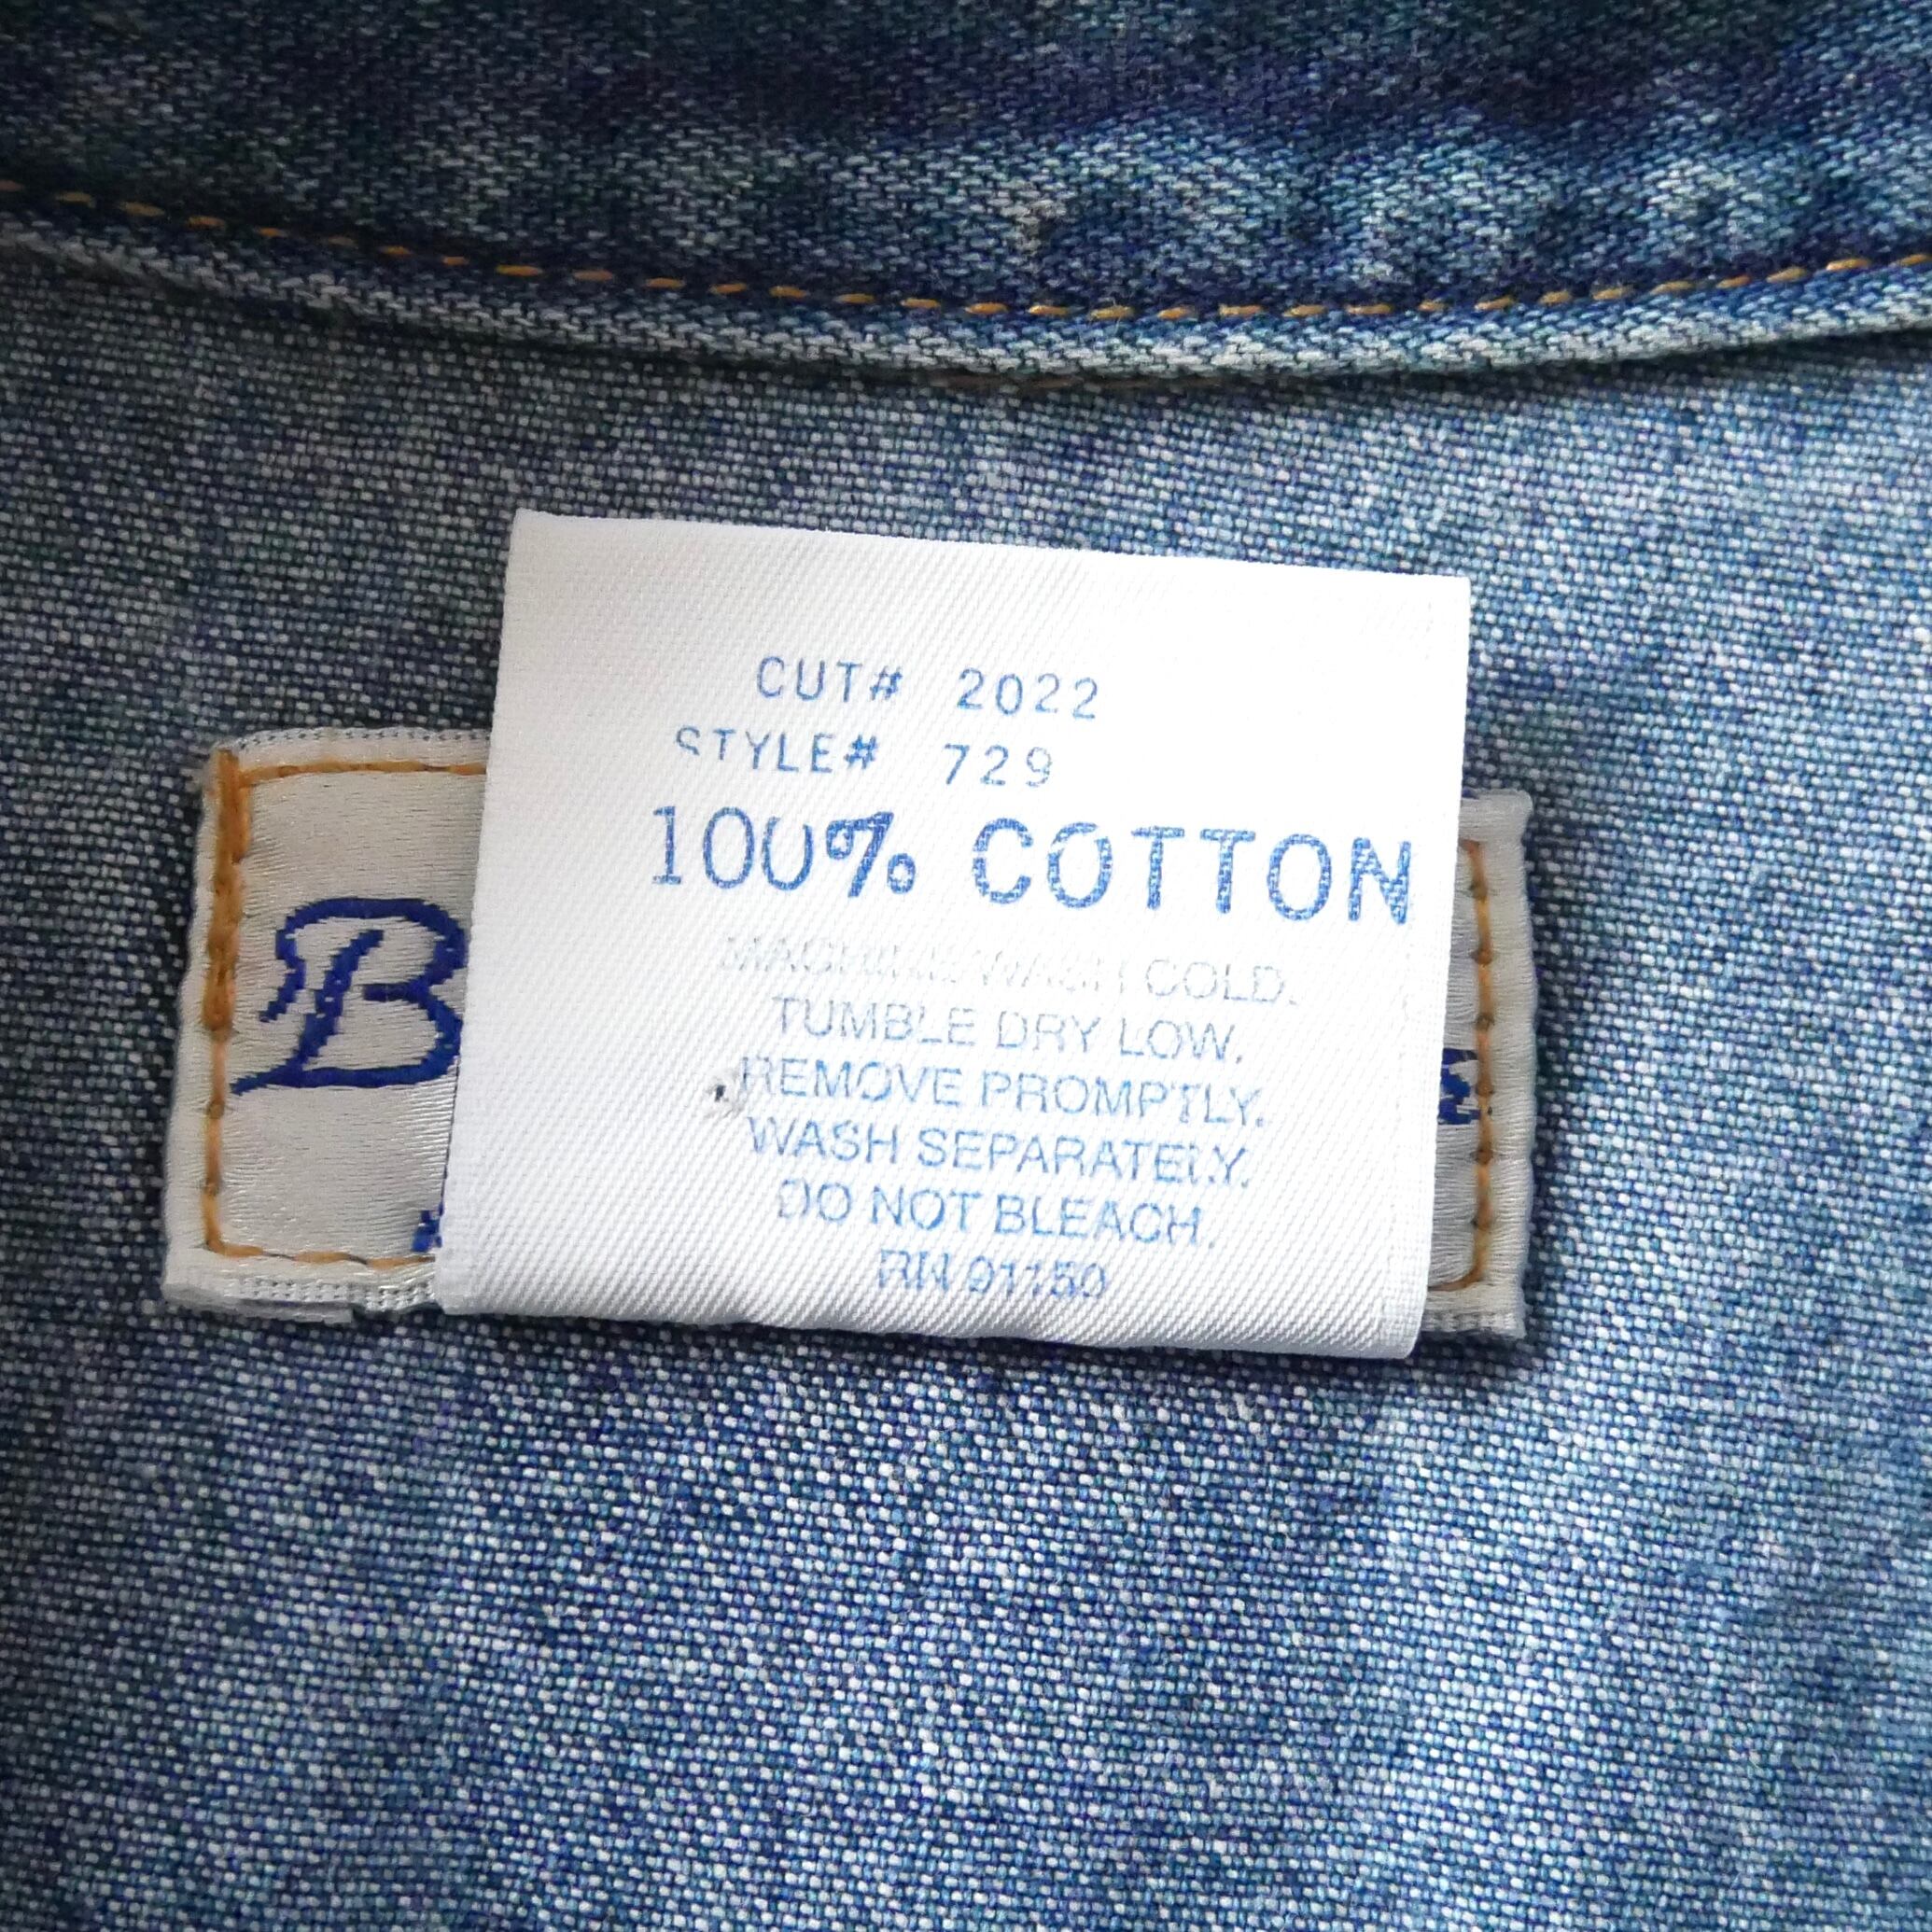 CUT# 2022
STYLE# 729
100% COTTON
MACHINE WASH COLD.
TUMBLE DRY LOW.
REMOVE PROMPTLY.
WASH SEPARATELY.
DO NOT BLEACH.
RN 91150
B